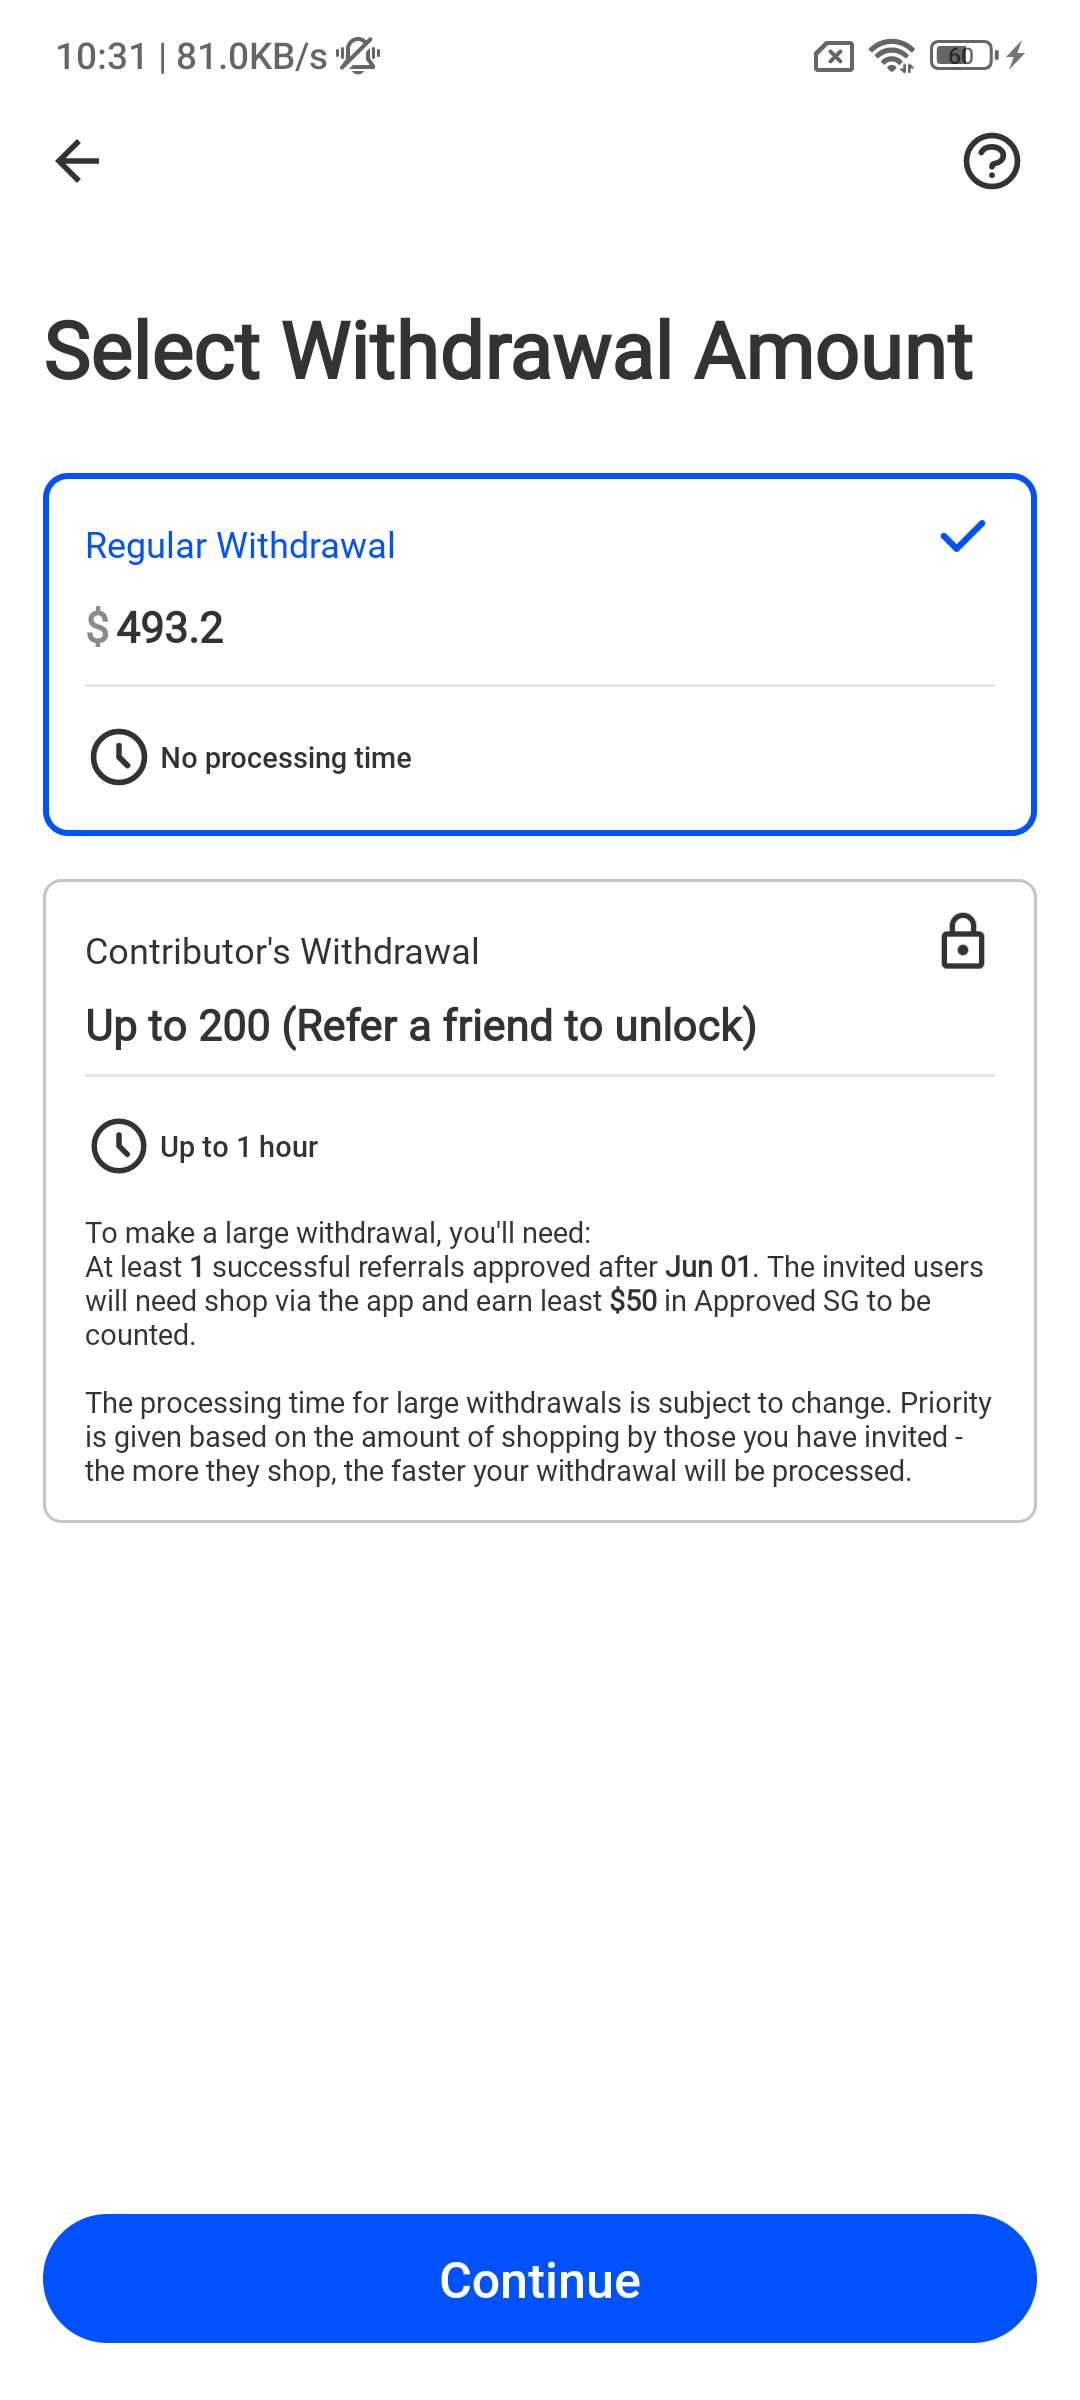 10:31 | 81.0KB/s
60
Select Withdrawal Amount
Regular Withdrawal
$ 493.2
No processing time
Contributor's Withdrawal
Up to 200 (Refer a friend to unlock)
Up to 1 hour
To make a large withdrawal, you'll need:
At least 1 successful referrals approved after Jun 01. The invited users
will need shop via the app and earn least $50 in Approved SG to be
counted.
The processing time for large withdrawals is subject to change. Priority
is given based on the amount of shopping by those you have invited -
the more they shop, the faster your withdrawal will be processed.
Continue